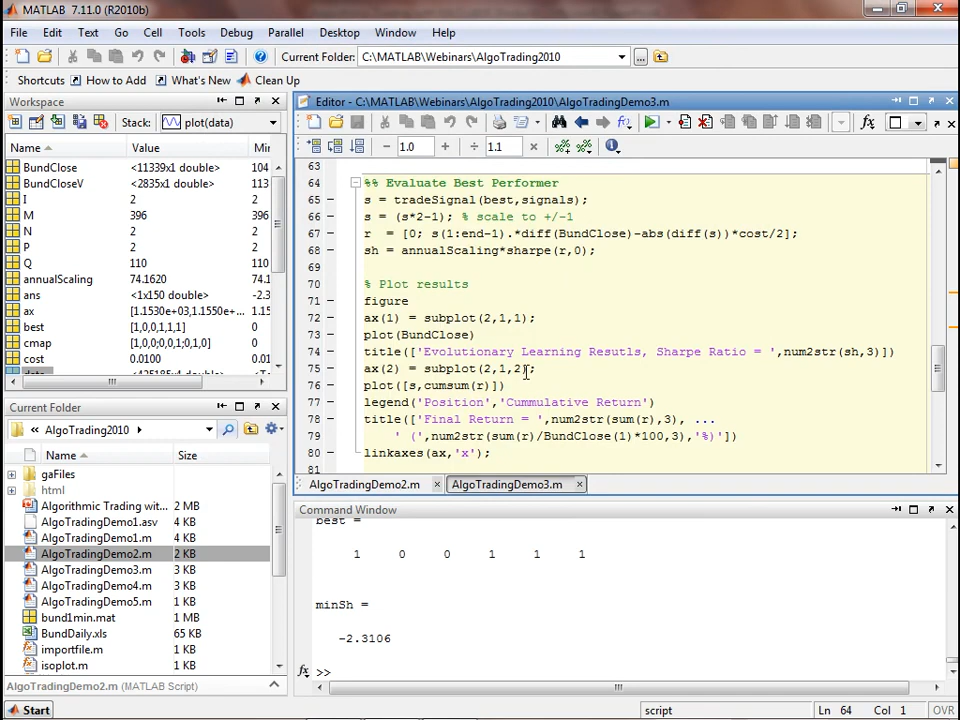 MATLAB 7.11.0 (R2010b)
File Edit Text Go Cell Tools Debug Parallel Desktop Window Help
Current Folder: C:\MATLAB\Webinars\AlgoTrading2010
Shortcuts How to Add What's New Clean Up
Workspace
Stack: plot(data)
Name Value Mir
BundClose <11339x1 double> 104
BundCloseV <2835x1 double> 113
I 2 2
M 396 396
N 2 2
P 2 2
Q 110 110
annualScaling 74.1620 74.1
ans <1x150 double> -2.3
ax [1.1530e+03,1.1550e+... 1.15
best [1,0,0,1,1,1] 0
cmap [1,0,0;0,0,1;0,1,0] 0
cost 0.0100 0.01
Current Folder
AlgoTrading2010
Name Size
gaFiles
html
Algorithmic Trading wit... 2 MB
AlgoTradingDemo1.asv 4 KB
AlgoTradingDemo1.m 4 KB
AlgoTradingDemo2.m 2 KB
AlgoTradingDemo3.m 3 KB
AlgoTradingDemo4.m 3 KB
AlgoTradingDemo5.m 1 KB
bund1min.mat 1 MB
BundDaily.xls 65 KB
importfile.m 1 KB
isoplot.m 1 KB
AlgoTradingDemo2.m (MATLAB Script)
Editor - C:\MATLAB\Webinars\AlgoTrading2010\AlgoTradingDemo3.m
1.0 1.1
63
64 %% Evaluate Best Performer
65 s = tradeSignal(best,signals);
66 s = (s*2-1); % scale to +/-1
67 r = [0; s(1:end-1).*diff(BundClose)-abs(diff(s))*cost/2];
68 sh = annualScaling*sharpe(r,0);
69
70 % Plot results
71 figure
72 ax(1) = subplot(2,1,1);
73 plot(BundClose)
74 title(['Evolutionary Learning Resutls, Sharpe Ratio = ',num2str(sh,3)])
75 ax(2) = subplot(2,1,2);
76 plot([s,cumsum(r)])
77 legend('Position','Cummulative Return')
78 title(['Final Return = ',num2str(sum(r),3), ...
79 ' (',num2str(sum(r)/BundClose(1)*100,3),'%)'])
80 linkaxes(ax,'x');
81
AlgoTradingDemo2.m AlgoTradingDemo3.m
Command Window
best =
1 0 0 1 1 1
minSh =
-2.3106
>>
Start script Ln 64 Col 1 OVR